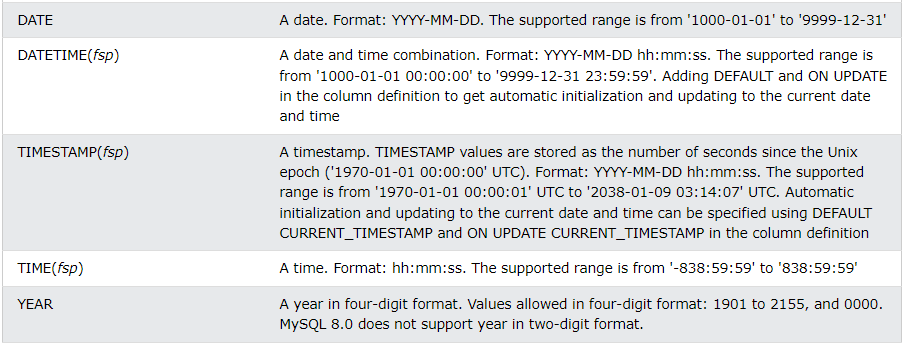 DATE
A date. Format: YYYY-MM-DD. The supported range is from '1000-01-01' to '9999-12-31'
DATETIME(fsp)
A date and time combination. Format: YYYY-MM-DD hh:mm:ss. The supported range is
from '1000-01-01 00:00:00' to '9999-12-31 23:59:59'. Adding DEFAULT and ON UPDATE
in the column definition to get automatic initialization and updating to the current date
and time
TIMESTAMP(fsp)
A timestamp. TIMESTAMP values are stored as the number of seconds since the Unix
epoch ('1970-01-01 00:00:00' UTC). Format: YYYY-MM-DD hh:mm:ss. The supported
range is from '1970-01-01 00:00:01' UTC to '2038-01-09 03:14:07' UTC. Automatic
initialization and updating to the current date and time can be specified using DEFAULT
CURRENT_TIMESTAMP and ON UPDATE CURRENT_TIMESTAMP in the column definition
TIME(fsp)
A time. Format: hh:mm:ss. The supported range is from '-838:59:59' to '838:59:59'
YEAR
A year in four-digit format. Values allowed in four-digit format: 1901 to 2155, and 0000.
MySQL 8.0 does not support year in two-digit format.